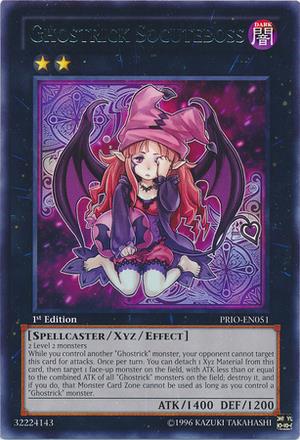 GHOSTRICK SOCUTEBOSS
DARK
闇
1st Edition
PRIO-EN051
[SPELLCASTER/XYZ/EFFECT]
2 Level 2 monsters
While you control another "Ghostrick" monster, your opponent cannot target
this card for attacks. Once per turn: You can detach 1 Xyz Material from this
card, then target 1 face-up monster on the field, with ATK less than or equal
to the combined ATK of all "Ghostrick" monsters on the field; destroy it, and
if you do, that Monster Card Zone cannot be used as long as you control a
"Ghostrick" monster.
ATK/1400 DEF/1200
32224143
©1996 KAZUKI TAKAHASHI